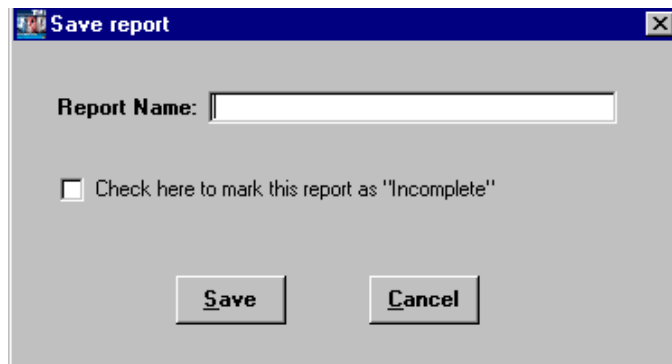 Save report
Report Name:
Check here to mark this report as "Incomplete"
Save
Cancel